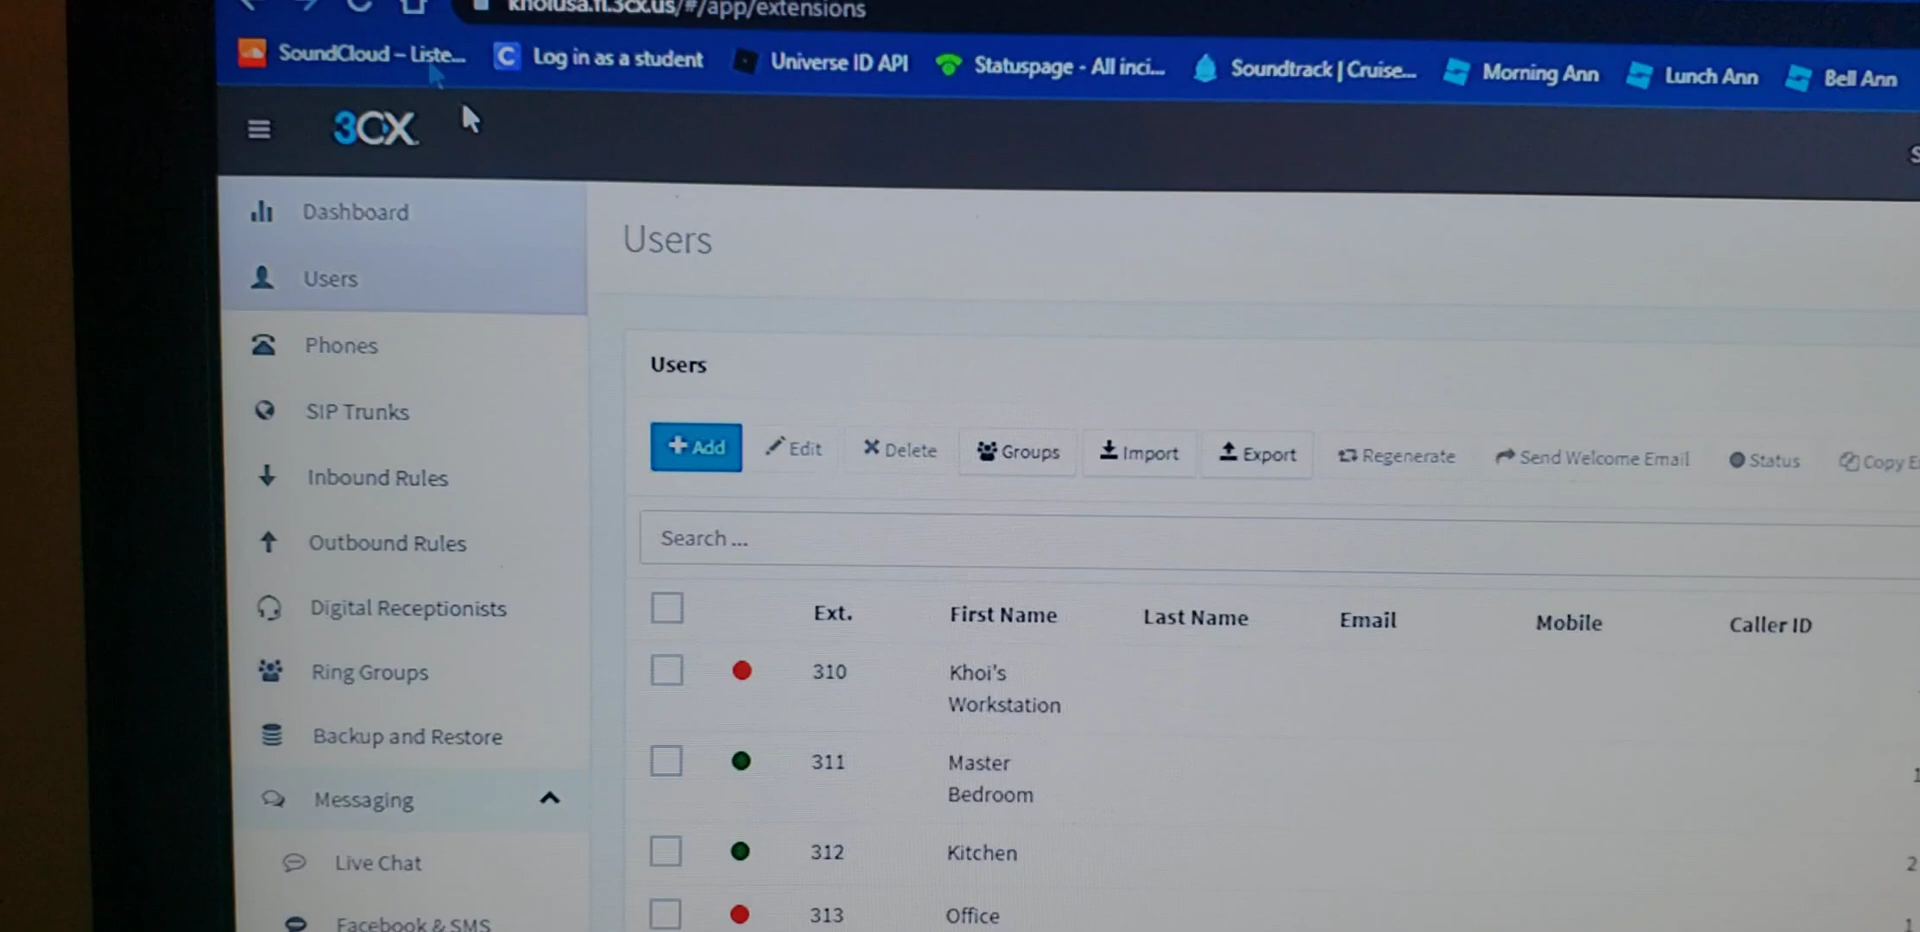 /#/app/extensions
SoundCloud – Liste... Log in as a student Universe ID API Statuspage - All inci... Soundtrack | Cruise... Morning Ann Lunch Ann Bell Ann
3CX
Dashboard
Users
Phones
SIP Trunks
Inbound Rules
Outbound Rules
Digital Receptionists
Ring Groups
Backup and Restore
Messaging
Live Chat
Facebook & SMS
Users
Users
Add Edit Delete Groups Import Export Regenerate Send Welcome Email Status Copy
Search ...
Ext. First Name Last Name Email Mobile Caller ID
310 Khoi's
Workstation
311 Master
Bedroom
312 Kitchen
2
313 Office